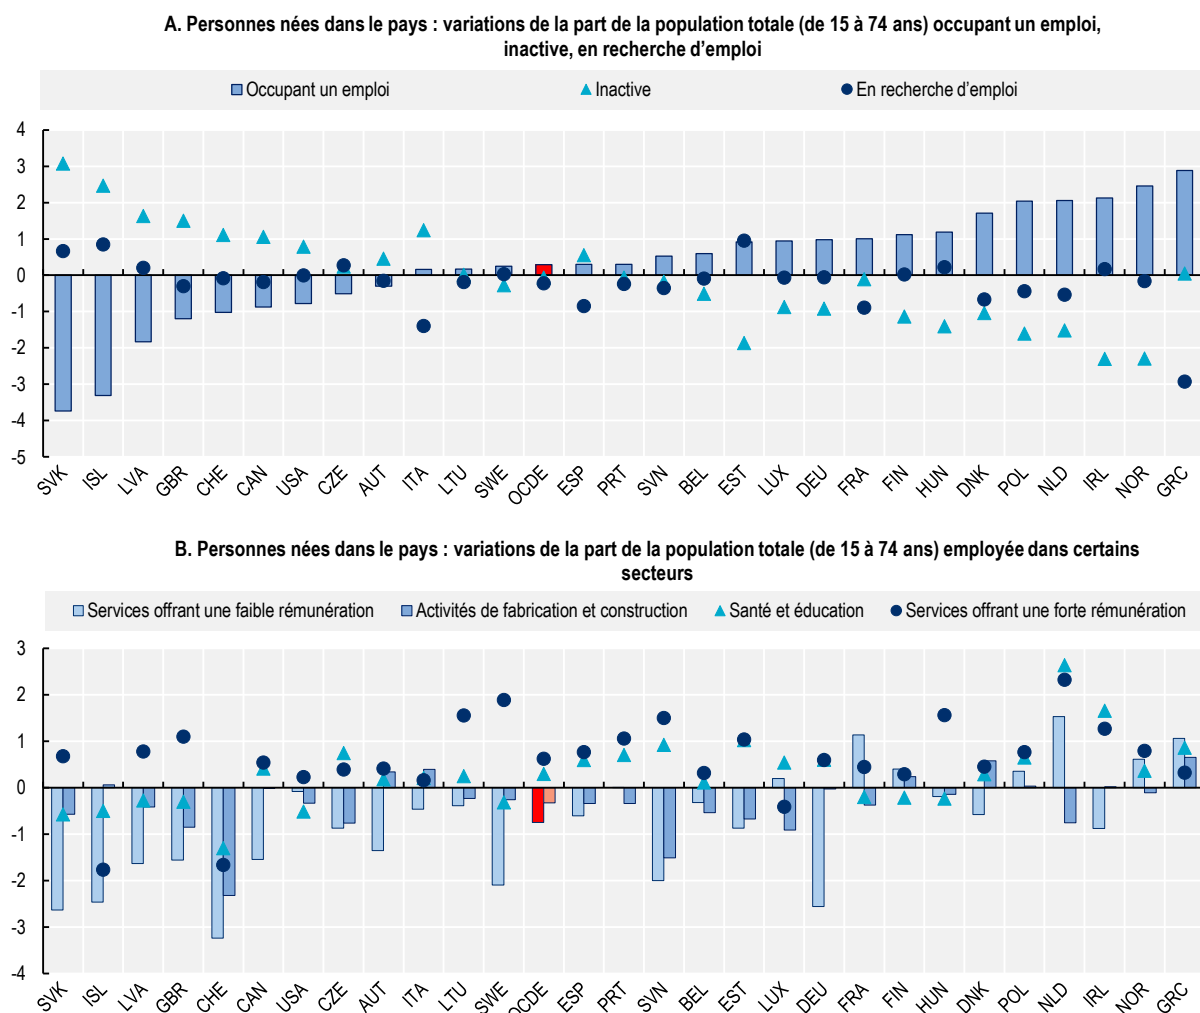 A. Personnes nées dans le pays : variations de la part de la population totale (de 15 à 74 ans) occupant un emploi,
inactive, en recherche d’emploi
Occupant un emploi Inactive En recherche d’emploi
4
3
2
1
0
-1
-2
-3
-4
-5
SVK ISL LVA GBR CHE CAN USA CZE AUT ITA LTU SWE OCDE ESP PRT SVN BEL EST LUX DEU FRA FIN HUN DNK POL NLD IRL NOR GRC
B. Personnes nées dans le pays : variations de la part de la population totale (de 15 à 74 ans) employée dans certains
secteurs
Services offrant une faible rémunération Activités de fabrication et construction Santé et éducation Services offrant une forte rémunération
3
2
1
0
-1
-2
-3
-4
SVK ISL LVA GBR CHE CAN USA CZE AUT ITA LTU SWE OCDE ESP PRT SVN BEL EST LUX DEU FRA FIN HUN DNK POL NLD IRL NOR GRC